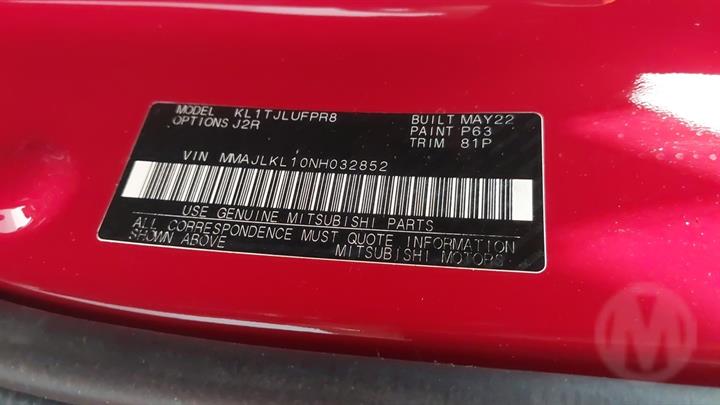 MODEL KL1TJLUFPR8 BUILT MAY22
OPTIONS J2R PAINT P63
TRIM 81P
VIN MMAJLKL10NH032852
USE GENUINE MITSUBISHI PARTS
ALL CORRESPONDENCE MUST QUOTE INFORMATION
SHOWN ABOVE MITSUBISHI MOTORS
M